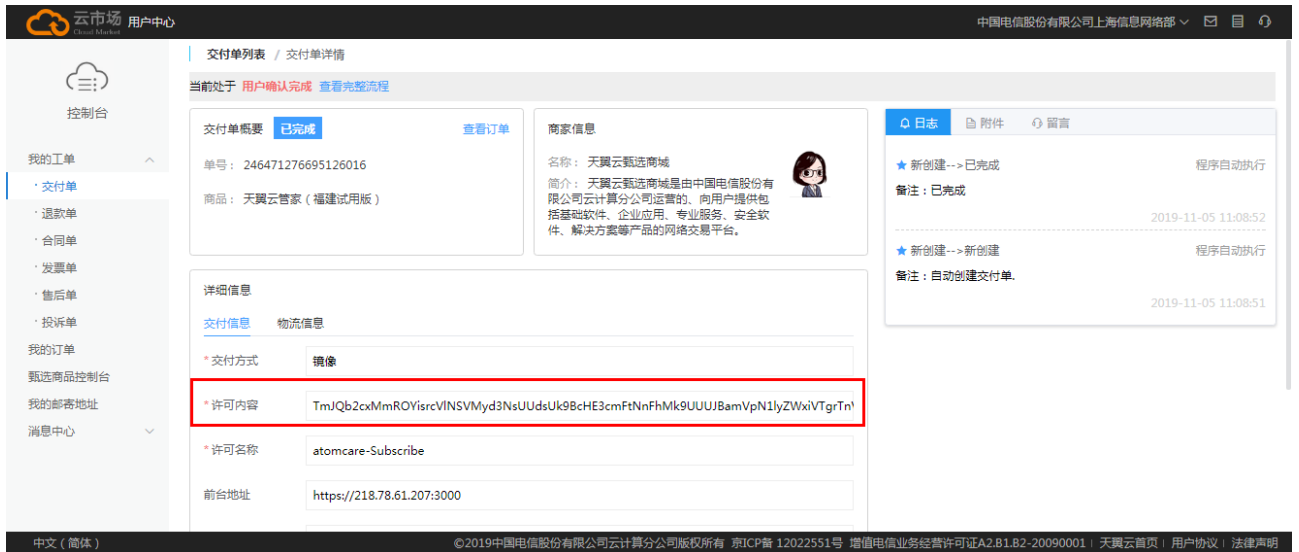 云市场
Cloud Market
用户中心
中国电信股份有限公司上海信息网络部
控制台
我的工单
· 交付单
· 退款单
· 合同单
· 发票单
· 售后单
· 投诉单
我的订单
甄选商品控制台
我的邮寄地址
消息中心
交付单列表 / 交付单详情
当前处于 用户确认完成 查看完整流程
交付单概要 已完成 查看订单
单号： 246471276695126016
商品： 天翼云管家（福建试用版）
商家信息
名称： 天翼云甄选商城
简介： 天翼云甄选商城是由中国电信股份有
限公司云计算分公司运营的、向用户提供包
括基础软件、企业应用、专业服务、安全软
件、解决方案等产品的网络交易平台。
日志 附件 留言
新创建-->已完成 程序自动执行
备注：已完成
2019-11-05 11:08:52
新创建-->新创建 程序自动执行
备注：自动创建交付单.
2019-11-05 11:08:51
详细信息
交付信息 物流信息
*交付方式 镜像
*许可内容 TmJQb2cxMmROYisrcVlNSVMyd3NsUUdsUk9BcHE3cmFtNnFhMk9UUUJBamVpN1lyZWxiVTgrTn
*许可名称 atomcare-Subscribe
前台地址 https://218.78.61.207:3000
中文（简体）
©2019中国电信股份有限公司云计算分公司版权所有 京ICP备 12022551号 增值电信业务经营许可证A2.B1.B2-20090001 | 天翼云首页 | 用户协议 | 法律声明